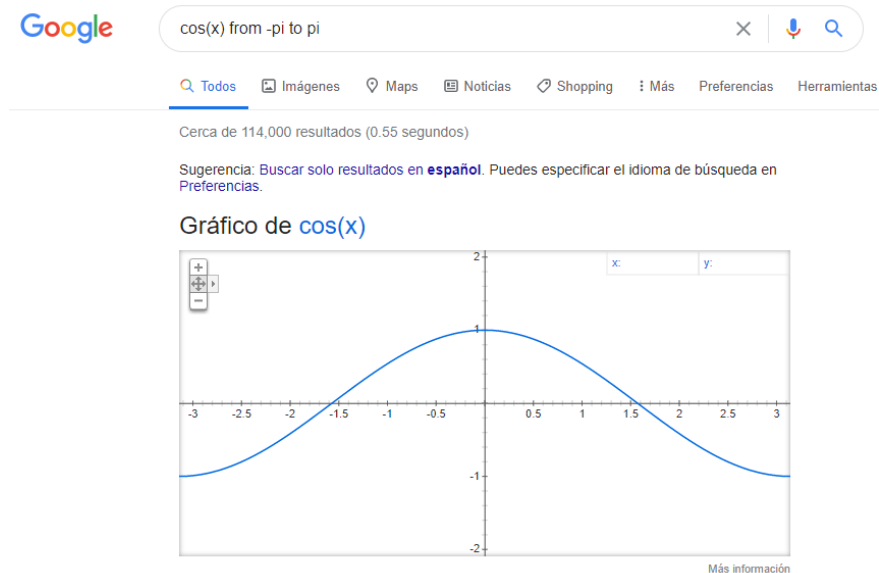 Google
cos(x) from -pi to pi
Todos Imágenes Maps Noticias Shopping Más Preferencias Herramientas
Cerca de 114,000 resultados (0.55 segundos)
Sugerencia: Buscar solo resultados en español. Puedes especificar el idioma de búsqueda en
Preferencias.
Gráfico de cos(x)
2
x: y:
1
-3 -2.5 -2 -1.5 -1 -0.5 0.5 1 1.5 2 2.5 3
-1
-2
Más información